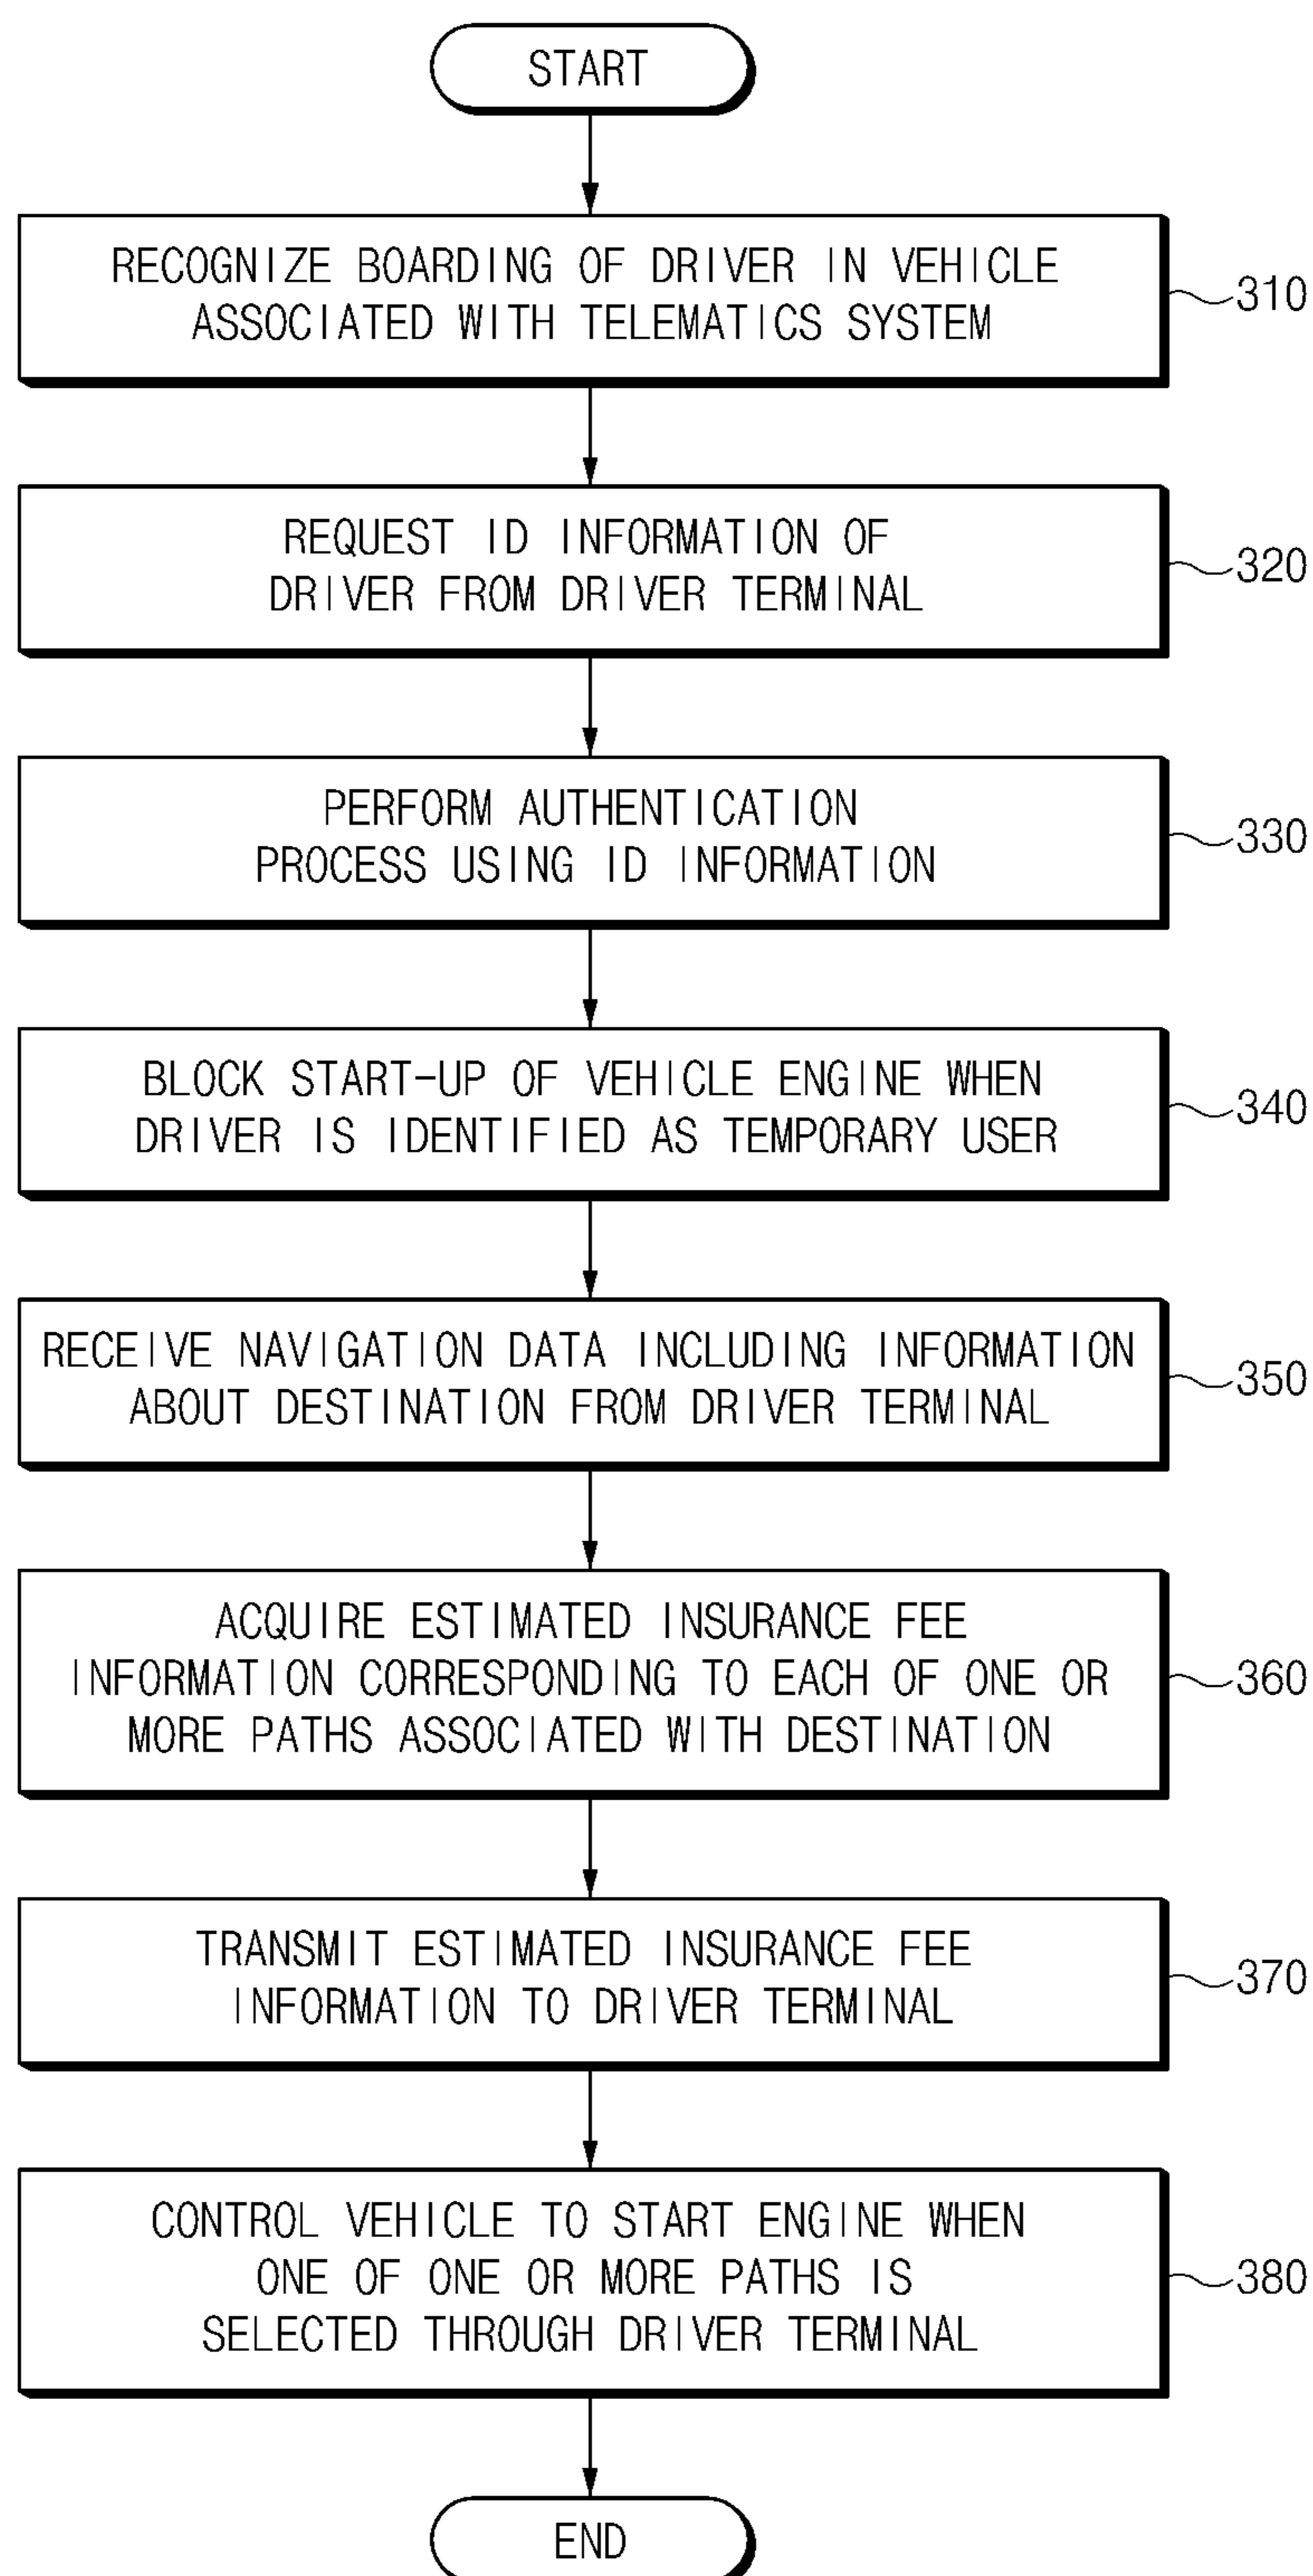 START
RECOGNIZE BOARDING OF DRIVER IN VEHICLE
ASSOCIATED WITH TELEMATICS SYSTEM
310
REQUEST ID INFORMATION OF
DRIVER FROM DRIVER TERMINAL
320
PERFORM AUTHENTICATION
PROCESS USING ID INFORMATION
330
BLOCK START-UP OF VEHICLE ENGINE WHEN
DRIVER IS IDENTIFIED AS TEMPORARY USER
340
RECEIVE NAVIGATION DATA INCLUDING INFORMATION
ABOUT DESTINATION FROM DRIVER TERMINAL
350
ACQUIRE ESTIMATED INSURANCE FEE
INFORMATION CORRESPONDING TO EACH OF ONE OR
MORE PATHS ASSOCIATED WITH DESTINATION
360
TRANSMIT ESTIMATED INSURANCE FEE
INFORMATION TO DRIVER TERMINAL
370
CONTROL VEHICLE TO START ENGINE WHEN
ONE OF ONE OR MORE PATHS IS
SELECTED THROUGH DRIVER TERMINAL
380
END